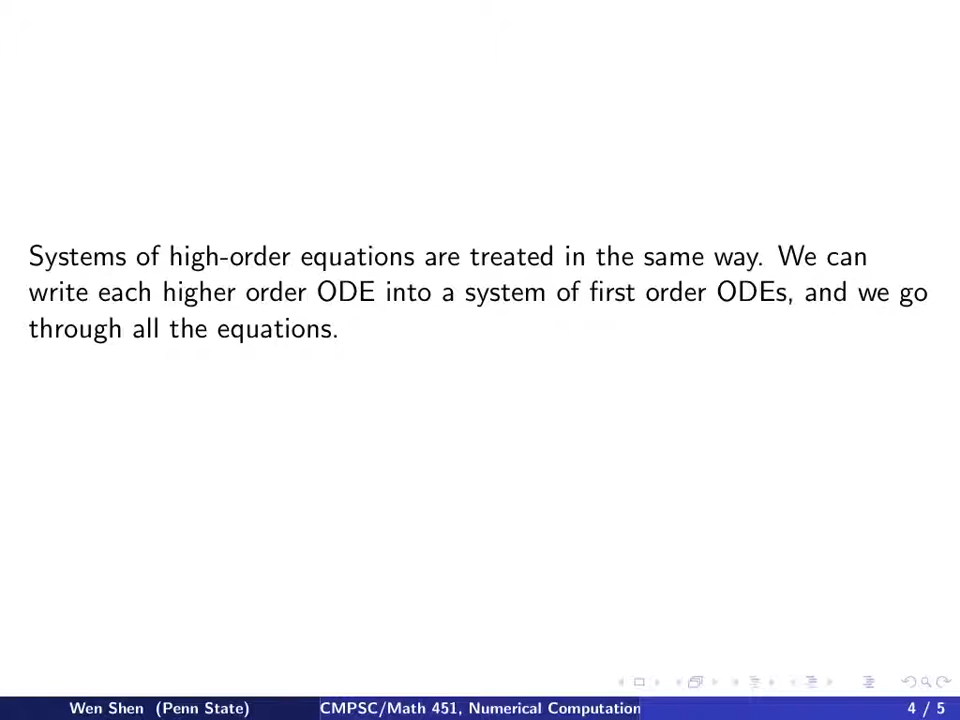 Systems of high-order equations are treated in the same way. We can
write each higher order ODE into a system of first order ODEs, and we go
through all the equations.
Wen Shen (Penn State) CMPSC/Math 451, Numerical Computation 4 / 5